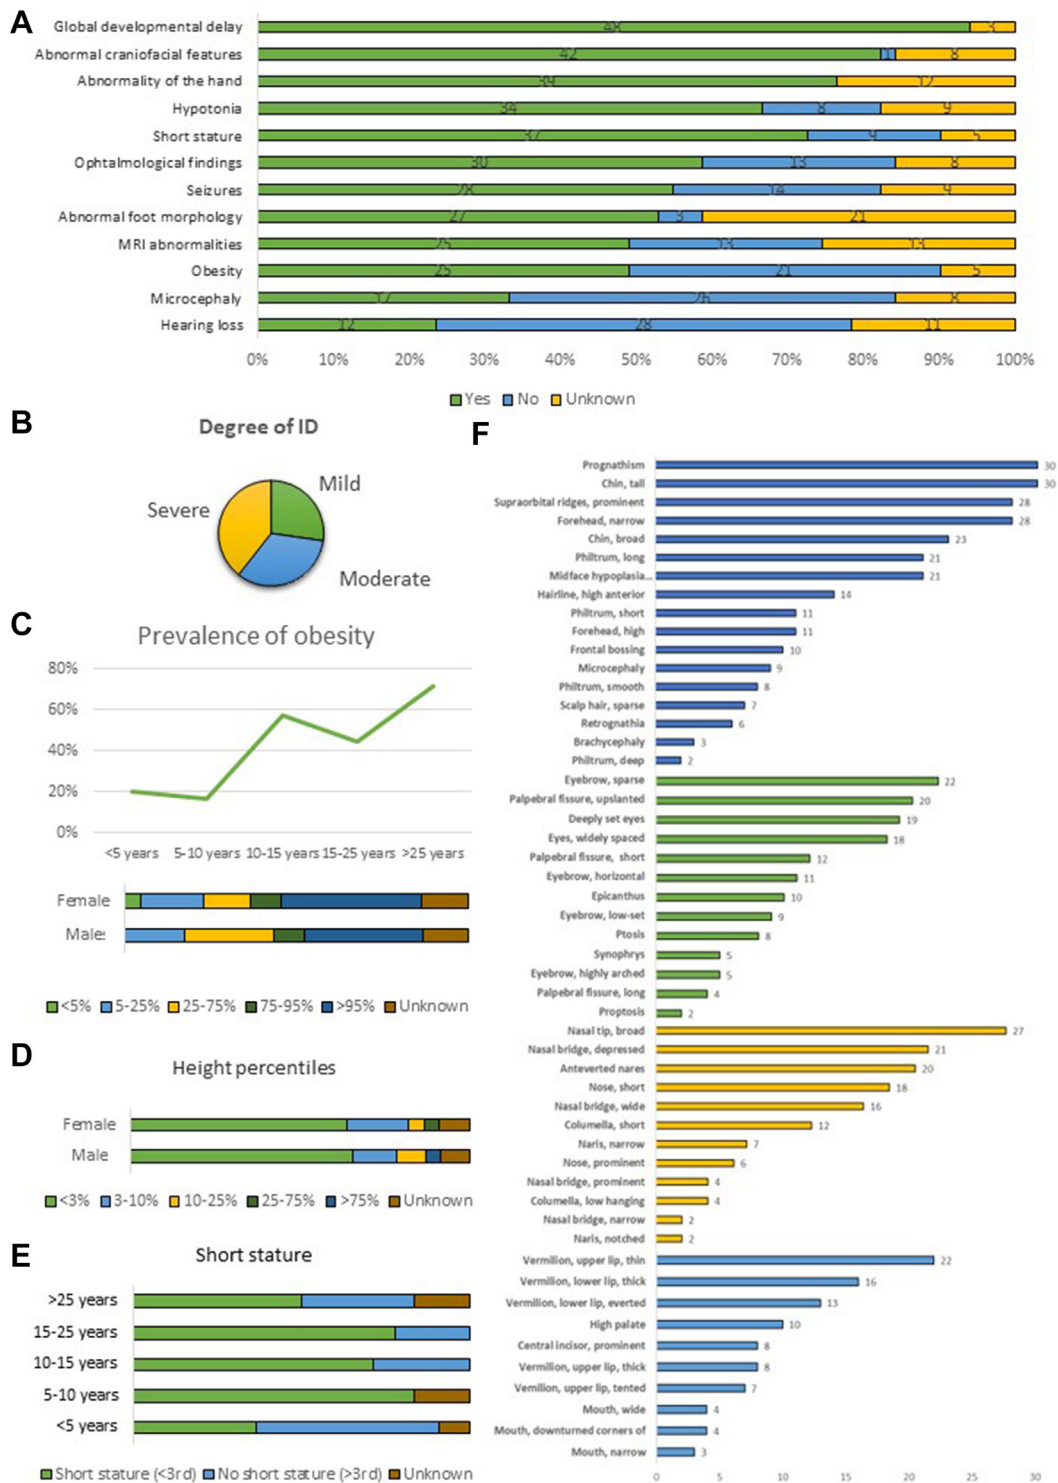 A
Global developmental delay 48 3
Abnormal craniofacial features 42 1 8
Abnormality of the hand 39 12
Hypotonia 34 8 9
Short stature 37 9 5
Ophtalmological findings 30 13 8
Seizures 28 14 9
Abnormal foot morphology 27 3 21
MRI abnormalities 25 13 13
Obesity 25 21 5
Microcephaly 17 26 8
Hearing loss 12 28 11
0% 10% 20% 30% 40% 50% 60% 70% 80% 90% 100%
Yes No Unknown
B
Degree of ID
Mild
Severe
Moderate
C
Prevalence of obesity
80%
60%
40%
20%
0%
<5 years 5-10 years 10-15 years 15-25 years >25 years
Female
Male
<5% 5-25% 25-75% 75-95% >95% Unknown
D
Height percentiles
Female
Male
<3% 3-10% 10-25% 25-75% >75% Unknown
E
Short stature
>25 years
15-25 years
10-15 years
5-10 years
<5 years
Short stature (<3rd) No short stature (>3rd) Unknown
F
Prognathism 30
Chin, tall 30
Supraorbital ridges, prominent 28
Forehead, narrow 28
Chin, broad 23
Philtrum, long 21
Midface hypoplasia... 21
Hairline, high anterior 14
Philtrum, short 11
Forehead, high 11
Frontal bossing 10
Microcephaly 9
Philtrum, smooth 8
Scalp hair, sparse 7
Retrognathia 6
Brachycephaly 3
Philtrum, deep 2
Eyebrow, sparse 22
Palpebral fissure, upslanted 20
Deeply set eyes 19
Eyes, widely spaced 18
Palpebral fissure, short 12
Eyebrow, horizontal 11
Epicanthus 10
Eyebrow, low-set 9
Ptosis 8
Synophrys 5
Eyebrow, highly arched 5
Palpebral fissure, long 4
Proptosis 2
Nasal tip, broad 27
Nasal bridge, depressed 21
Anteverted nares 20
Nose, short 18
Nasal bridge, wide 16
Columella, short 12
Naris, narrow 7
Nose, prominent 6
Nasal bridge, prominent 4
Columella, low hanging 4
Nasal bridge, narrow 2
Naris, notched 2
Vermilion, upper lip, thin 22
Vermilion, lower lip, thick 16
Vermilion, lower lip, everted 13
High palate 10
Central incisor, prominent 8
Vermilion, upper lip, thick 8
Vemilion, upper lip, tented 7
Mouth, wide 4
Mouth, downturned corners of 4
Mouth, narrow 3
0 5 10 15 20 25 30